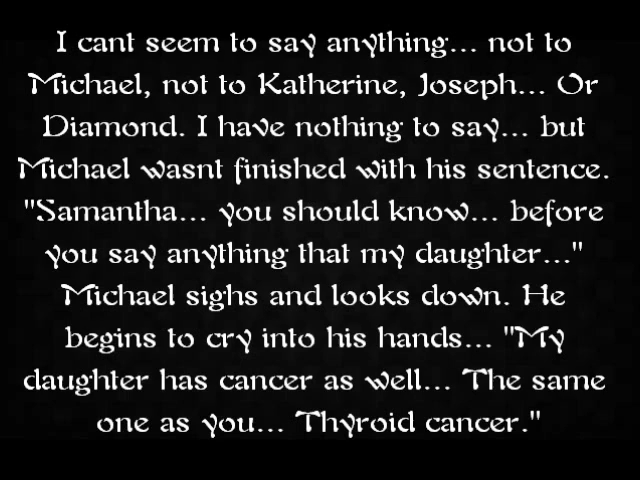 I cant seem to say anything... not to
Michael, not to Katherine, Joseph... Or
Diamond. I have nothing to say... but
Michael wasnt finished with his sentence.
"Samantha... you should know... before
you say anything that my daughter..."
Michael sighs and looks down. He
begins to cry into his hands... "My
daughter has cancer as well... The same
one as you... Thyroid cancer."